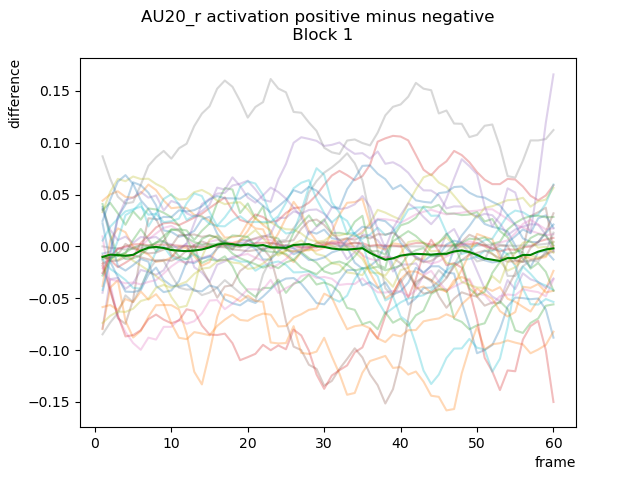 AU20_r activation positive minus negative
Block 1
difference
0.15
0.10
0.05
0.00
−0.05
−0.10
−0.15
0 10 20 30 40 50 60
frame